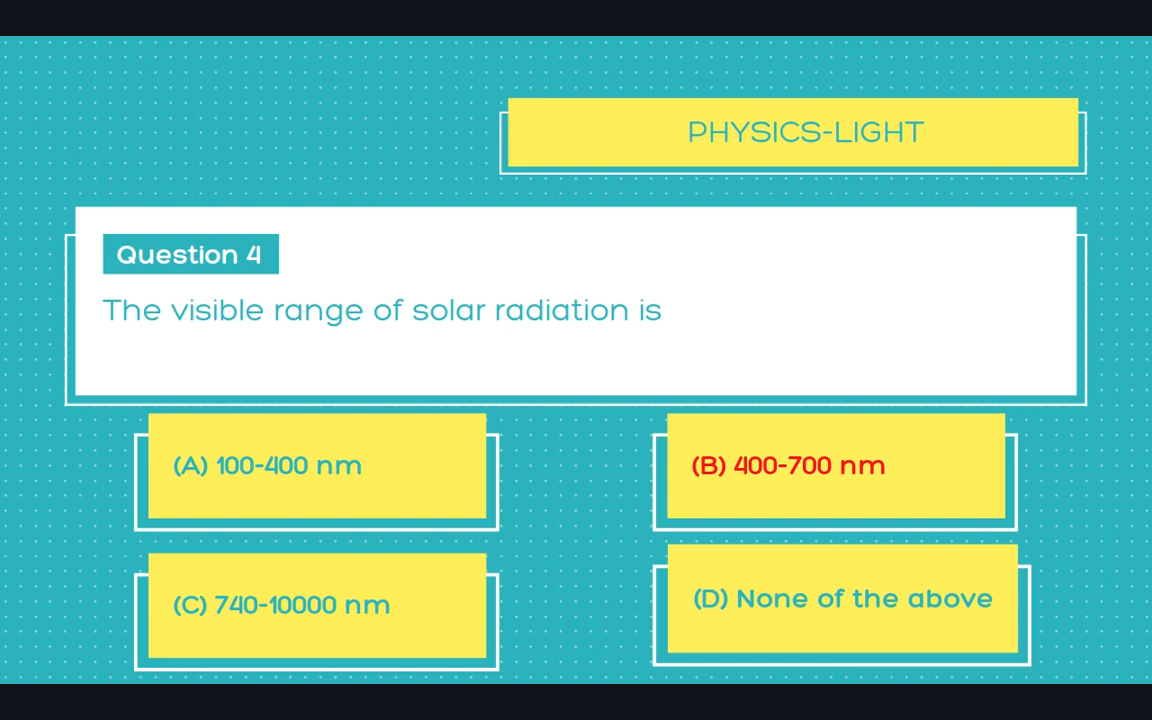 PHYSICS-LIGHT
Question 4
The visible range of solar radiation is
(A) 100-400 nm
(B) 400-700 nm
(C) 740-10000 nm
(D) None of the above